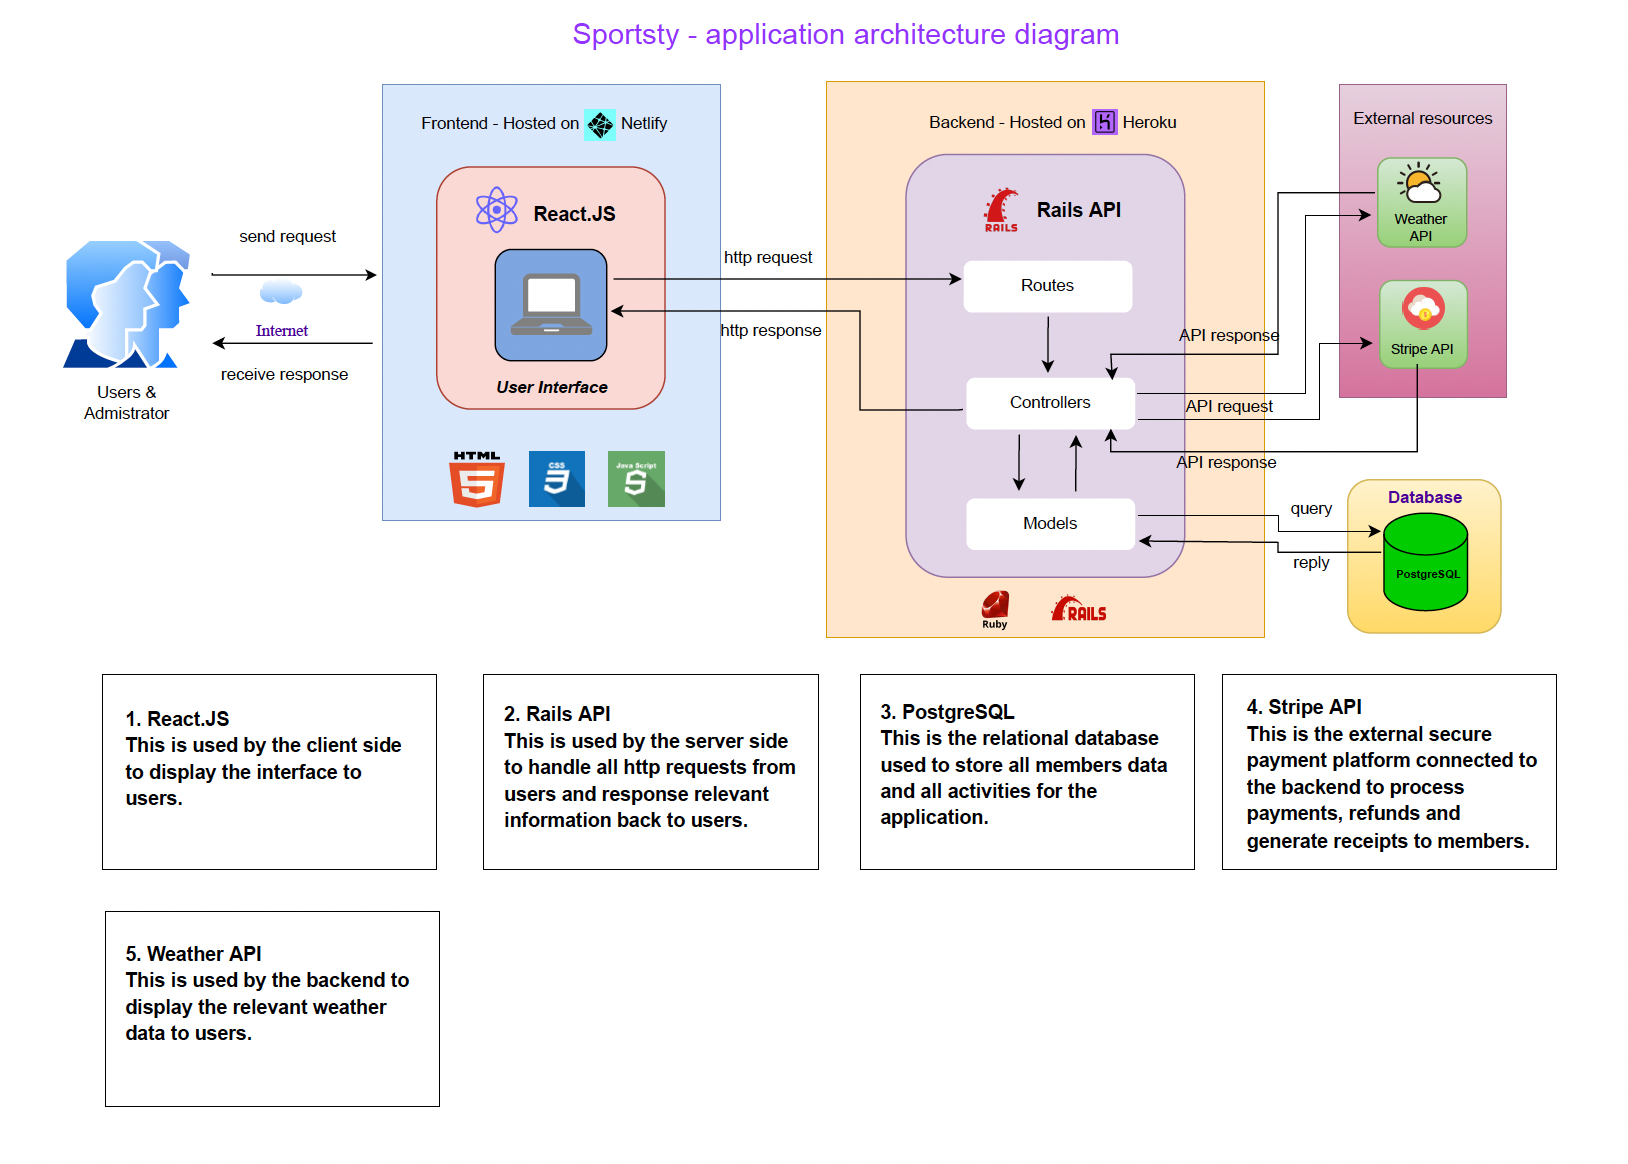 Sportsty - application architecture diagram
Frontend - Hosted on Netlify
Backend - Hosted on Heroku
External resources
React.JS
RAILS
Rails API
Weather
API
send request
Internet
receive response
Users &
Admistrator
User Interface
http request
http response
Routes
Controllers
Models
API response
API request
API response
Stripe API
HTML
5
CSS
3
Java Script
S
Ruby
RAILS
query
reply
Database
PostgreSQL
1. React.JS
This is used by the client side
to display the interface to
users.
2. Rails API
This is used by the server side
to handle all http requests from
users and response relevant
information back to users.
3. PostgreSQL
This is the relational database
used to store all members data
and all activities for the
application.
4. Stripe API
This is the external secure
payment platform connected to
the backend to process
payments, refunds and
generate receipts to members.
5. Weather API
This is used by the backend to
display the relevant weather
data to users.